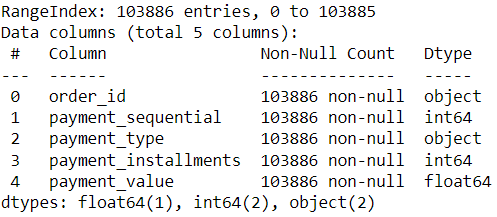 RangeIndex: 103886 entries, 0 to 103885
Data columns (total 5 columns):
 #   Column                Non-Null Count   Dtype
---  ------                --------------   -----
 0   order_id              103886 non-null  object
 1   payment_sequential    103886 non-null  int64
 2   payment_type          103886 non-null  object
 3   payment_installments  103886 non-null  int64
 4   payment_value         103886 non-null  float64
dtypes: float64(1), int64(2), object(2)